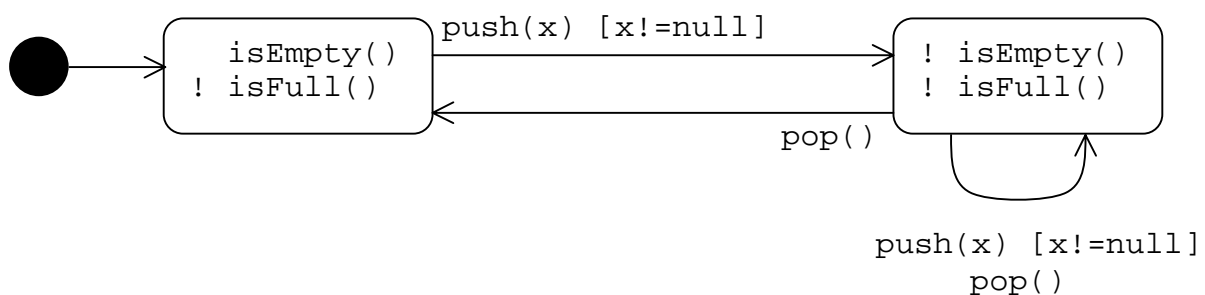 push(x) [x!=null]
isEmpty()
! isFull()
! isEmpty()
! isFull()
pop()
push(x) [x!=null]
pop()